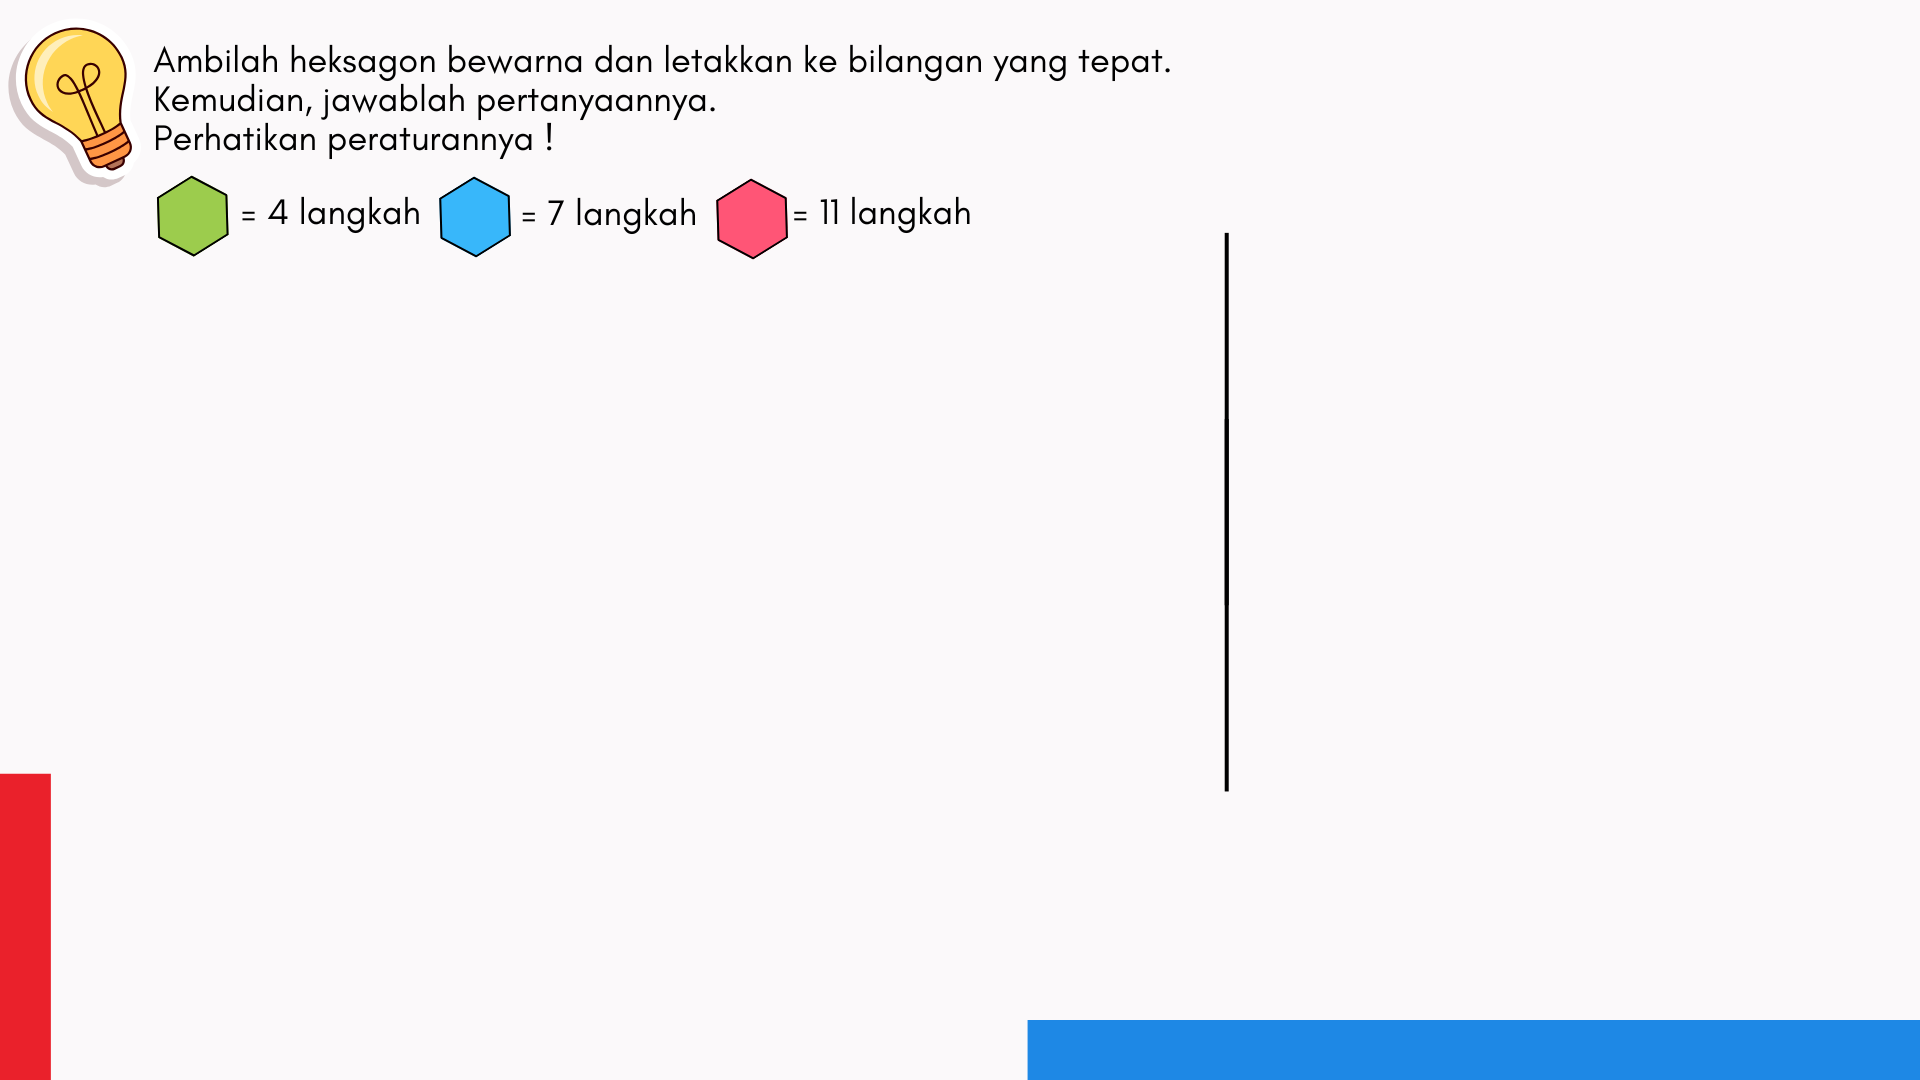 Ambilah heksagon bewarna dan letakkan ke bilangan yang tepat.
Kemudian, jawablah pertanyaannya.
Perhatikan peraturannya !
= 4 langkah = 7 langkah = 11 langkah